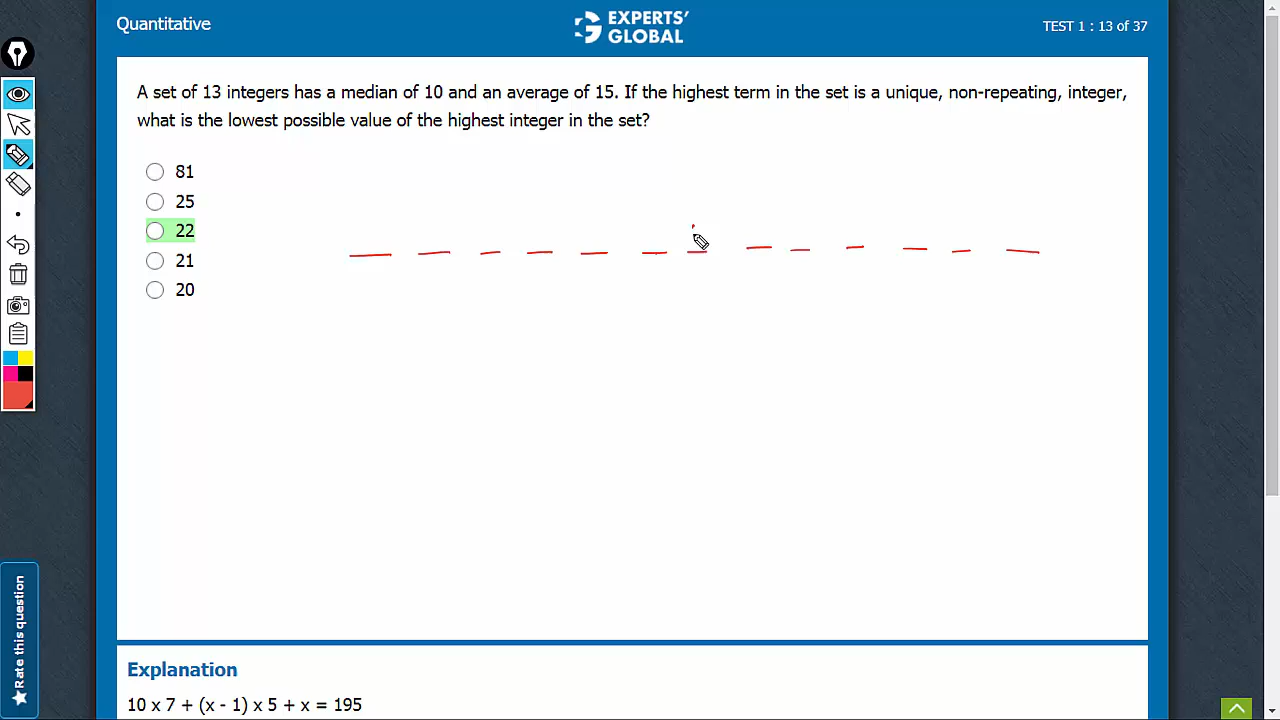 Quantitative
EXPERTS'
GLOBAL
TEST 1 : 13 of 37
A set of 13 integers has a median of 10 and an average of 15. If the highest term in the set is a unique, non-repeating, integer,
what is the lowest possible value of the highest integer in the set?
81
25
22
21
20
Rate this question
Explanation
10 x 7 + (x - 1) x 5 + x = 195